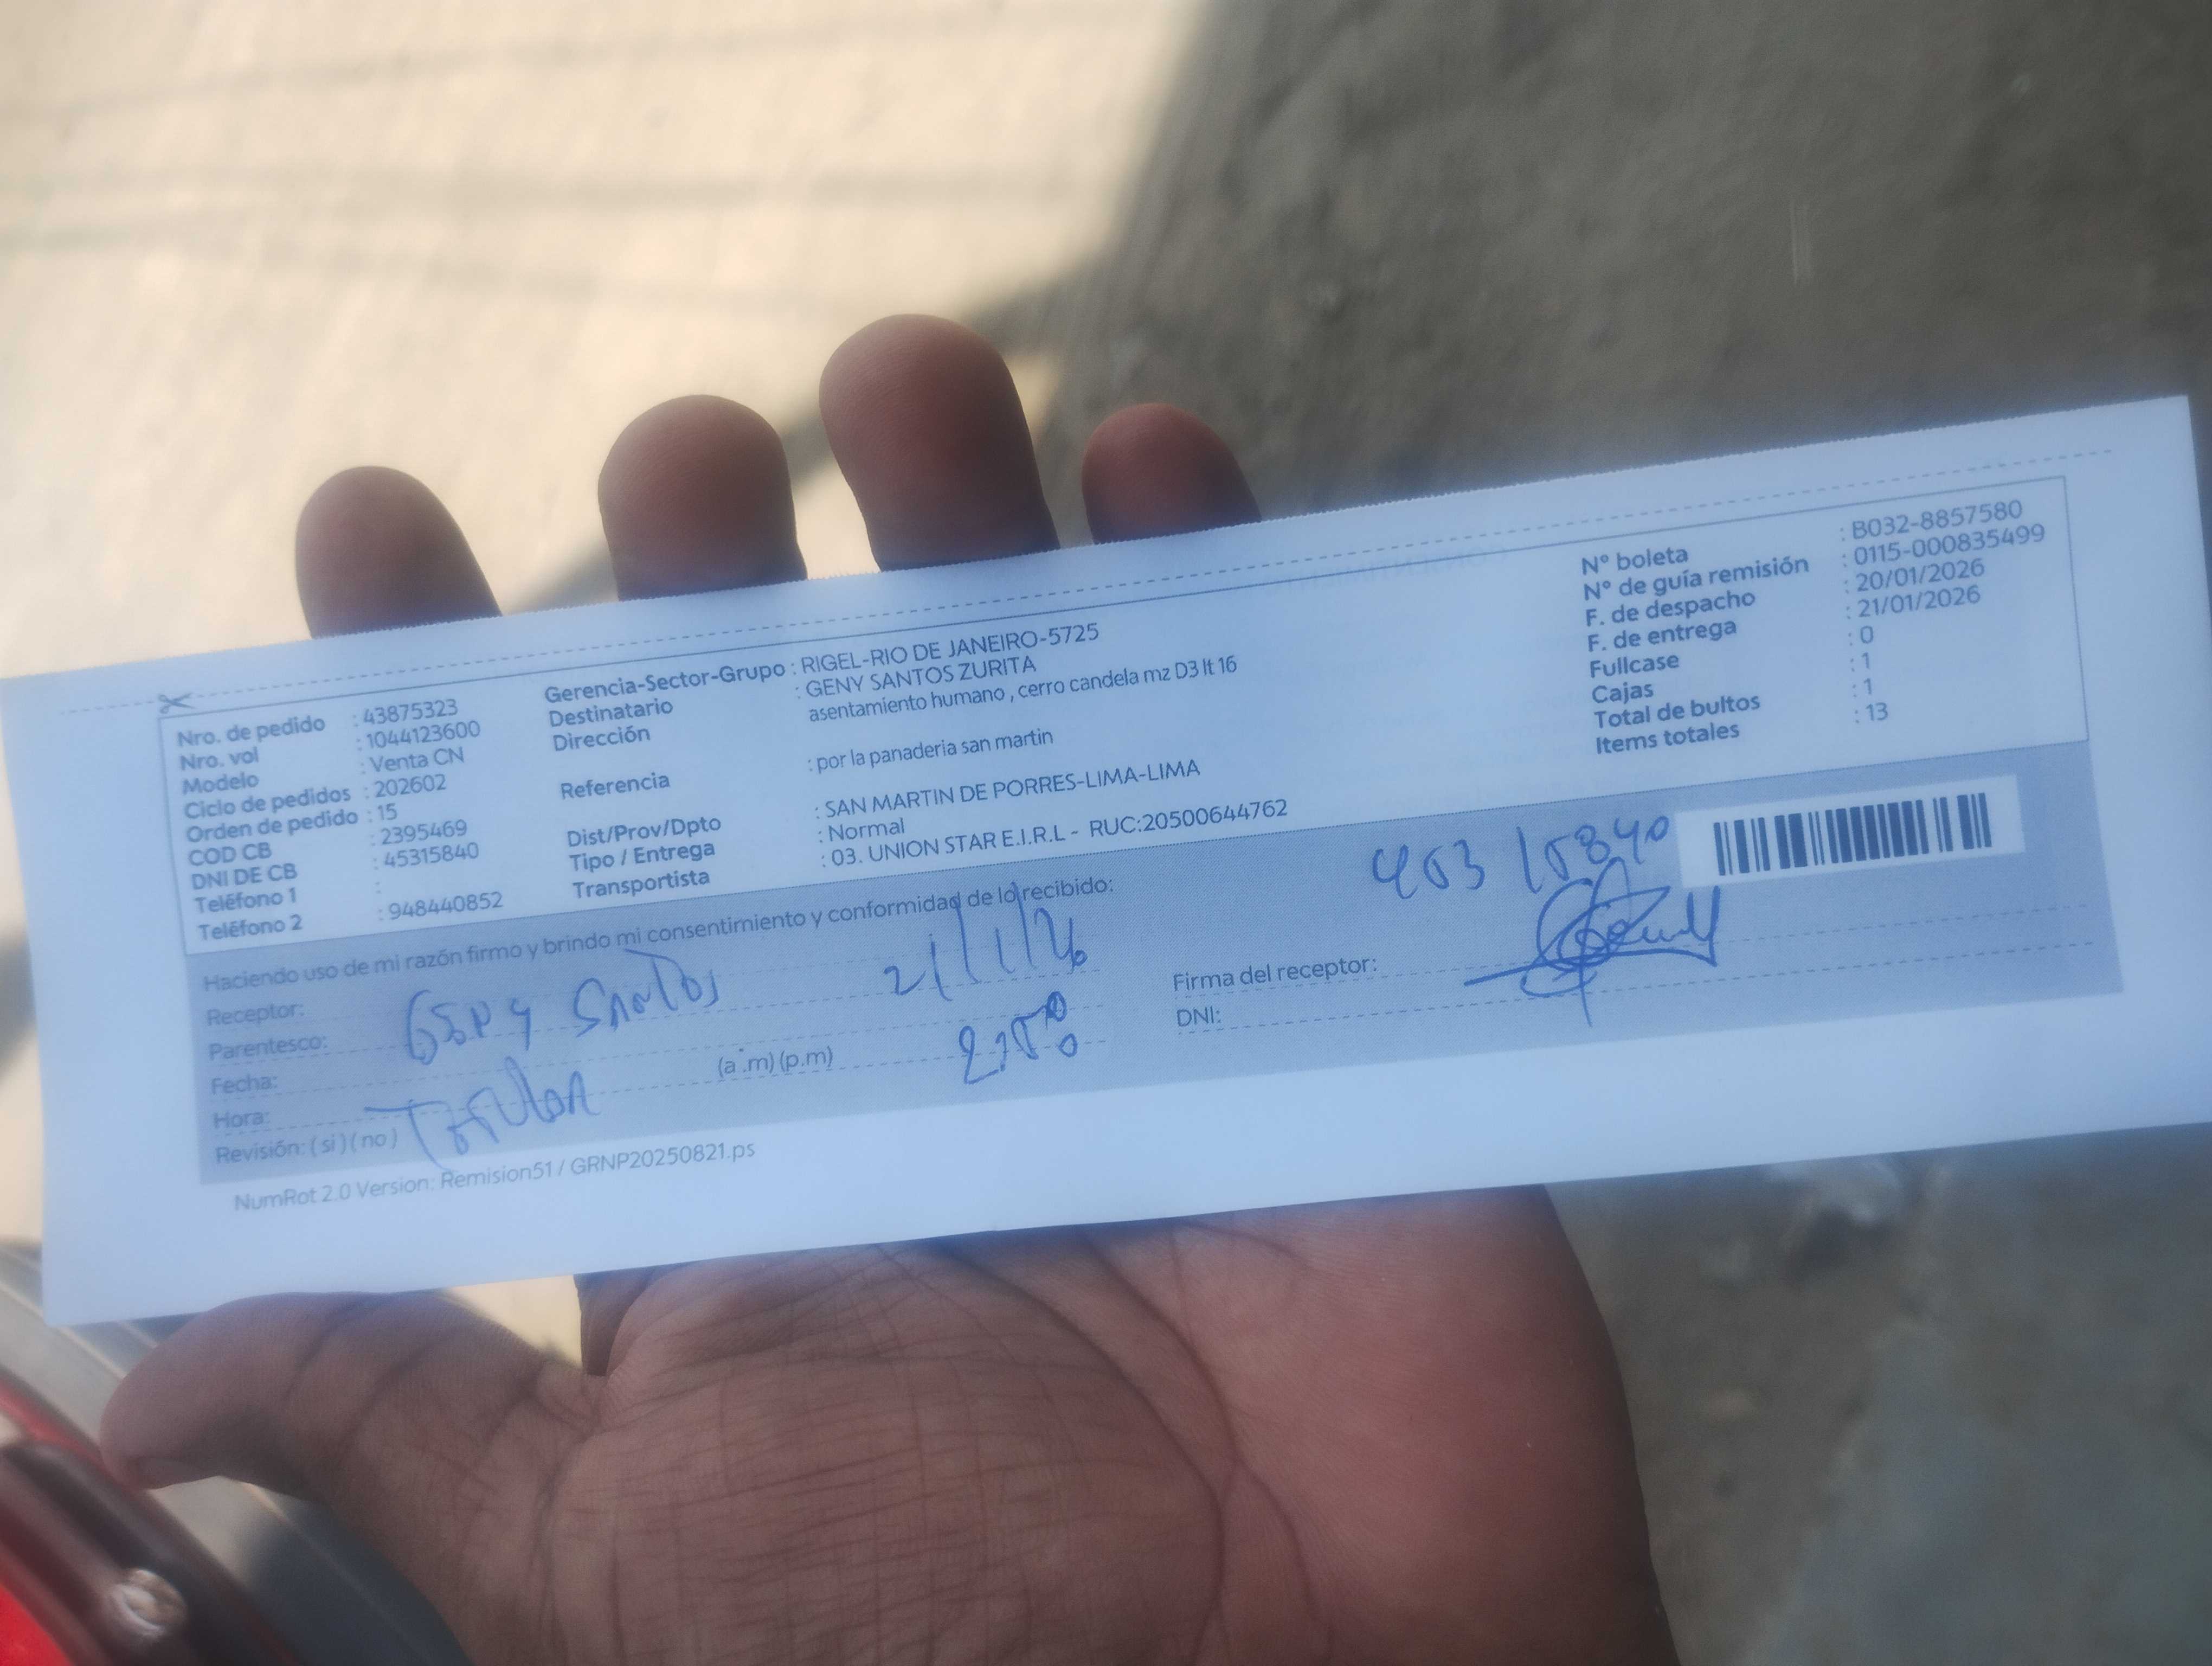 Nro. de pedido : 43875323
Nro. vol : 1044123600
Modelo : Venta CN
Ciclo de pedidos : 202602
Orden de pedido : 15
COD CB : 2395469
DNI DE CB : 45315840
Teléfono 1 :
Teléfono 2 : 948440852
Gerencia-Sector-Grupo : RIGEL-RIO DE JANEIRO-5725
Destinatario : GENY SANTOS ZURITA
Dirección asentamiento humano , cerro candela mz D3 lt 16
Referencia : por la panaderia san martin
Dist/Prov/Dpto : SAN MARTIN DE PORRES-LIMA-LIMA
Tipo / Entrega : Normal
Transportista : 03. UNION STAR E.I.R.L - RUC:20500644762
Nº boleta : B032-8857580
Nº de guía remisión : 0115-000835499
F. de despacho : 20/01/2026
F. de entrega : 21/01/2026
Fullcase : 0
Cajas : 1
Total de bultos : 1
Items totales : 13
Haciendo uso de mi razón firmo y brindo mi consentimiento y conformidad de lo recibido:
Receptor:
Parentesco: Santos 21/1/26
Fecha:
Hora: (a.m) (p.m)
Revisión: (si) (no)
Firma del receptor:
DNI:
NumRot 2.0 Version: Remision51 / GRNP20250821.ps